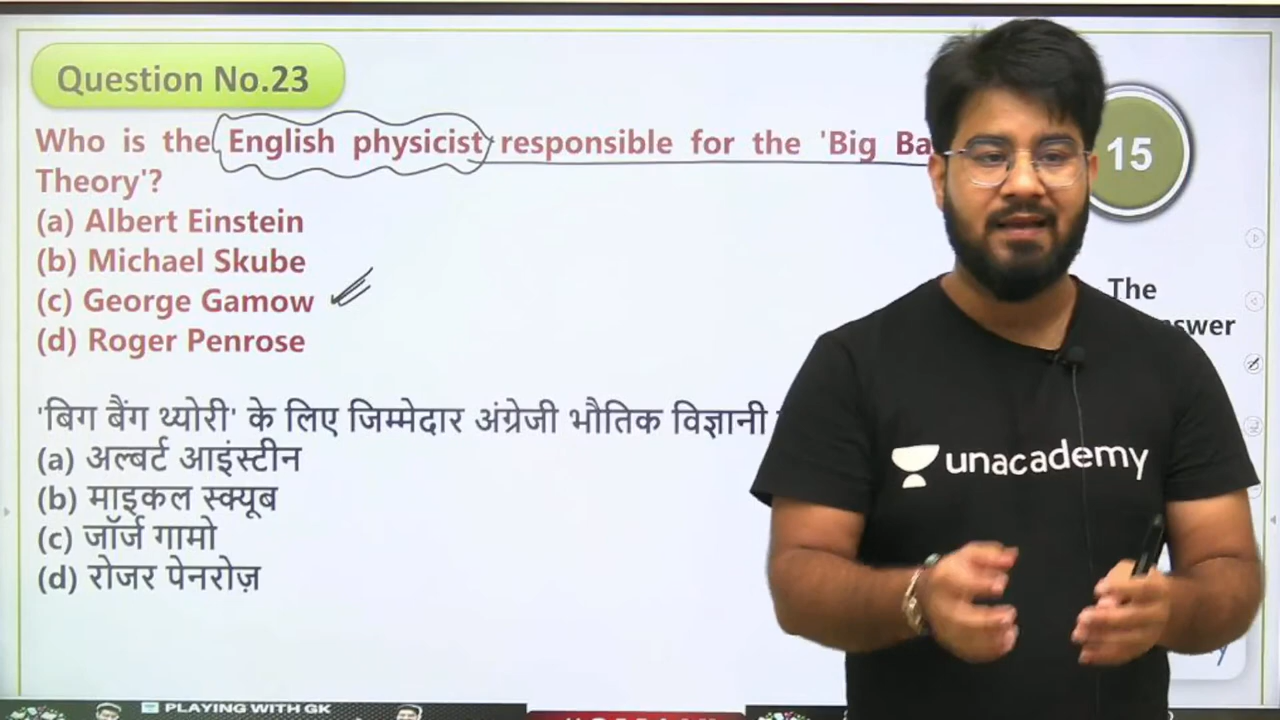 Question No.23
Who is the English physicist responsible for the 'Big Ba
Theory'?
(a) Albert Einstein
(b) Michael Skube
(c) George Gamow
(d) Roger Penrose
'बिग बैंग थ्योरी' के लिए जिम्मेदार अंग्रेजी भौतिक विज्ञानी
(a) अल्बर्ट आइंस्टीन
(b) माइकल स्क्यूब
(c) जॉर्ज गामो
(d) रोजर पेनरोज़
15
The
swer
unacademy
PLAYING WITH GK